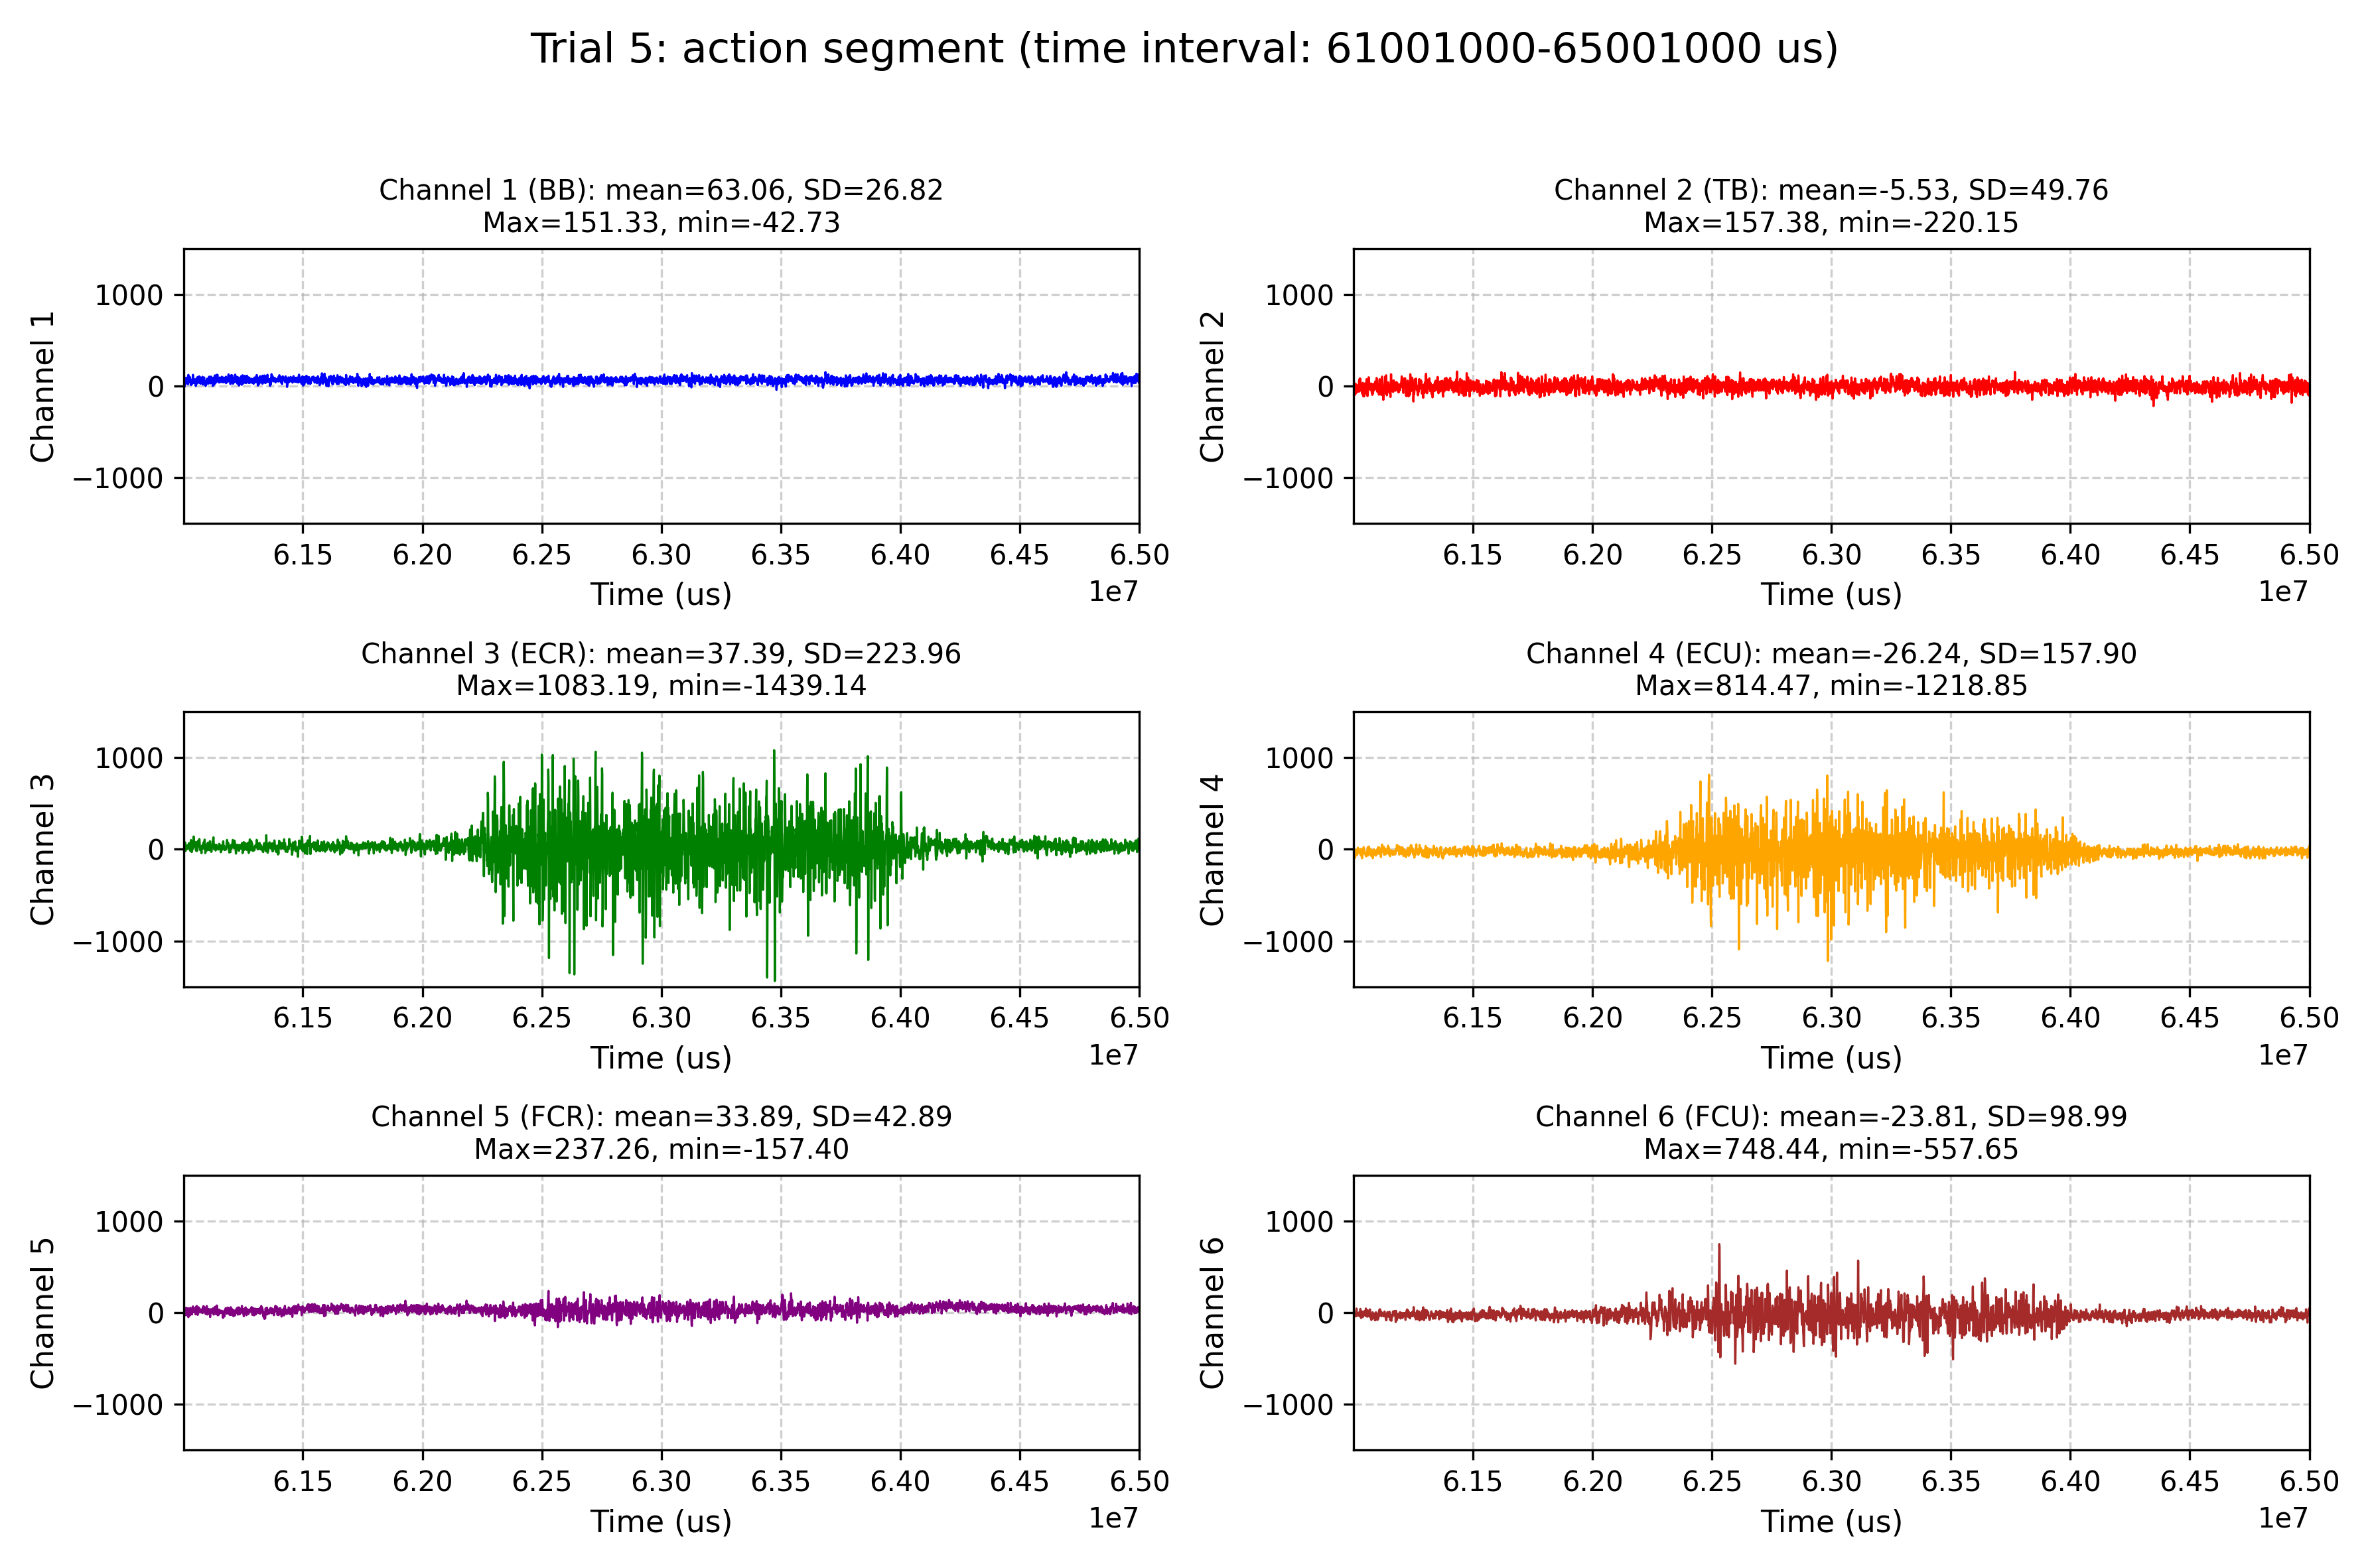 Trial 5: action segment (time interval: 61001000-65001000 us)
Channel 1 (BB): mean=63.06, SD=26.82
Max=151.33, min=-42.73
Channel 1
1000
0
−1000
6.15 6.20 6.25 6.30 6.35 6.40 6.45 6.50
Time (us)
1e7
Channel 2 (TB): mean=-5.53, SD=49.76
Max=157.38, min=-220.15
Channel 2
1000
0
−1000
6.15 6.20 6.25 6.30 6.35 6.40 6.45 6.50
Time (us)
1e7
Channel 3 (ECR): mean=37.39, SD=223.96
Max=1083.19, min=-1439.14
Channel 3
1000
0
−1000
6.15 6.20 6.25 6.30 6.35 6.40 6.45 6.50
Time (us)
1e7
Channel 4 (ECU): mean=-26.24, SD=157.90
Max=814.47, min=-1218.85
Channel 4
1000
0
−1000
6.15 6.20 6.25 6.30 6.35 6.40 6.45 6.50
Time (us)
1e7
Channel 5 (FCR): mean=33.89, SD=42.89
Max=237.26, min=-157.40
Channel 5
1000
0
−1000
6.15 6.20 6.25 6.30 6.35 6.40 6.45 6.50
Time (us)
1e7
Channel 6 (FCU): mean=-23.81, SD=98.99
Max=748.44, min=-557.65
Channel 6
1000
0
−1000
6.15 6.20 6.25 6.30 6.35 6.40 6.45 6.50
Time (us)
1e7